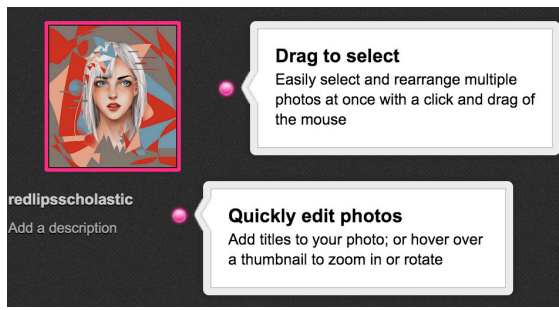 Drag to select
Easily select and rearrange multiple
photos at once with a click and drag of
the mouse
redlipsscholastic
Add a description
Quickly edit photos
Add titles to your photo; or hover over
a thumbnail to zoom in or rotate